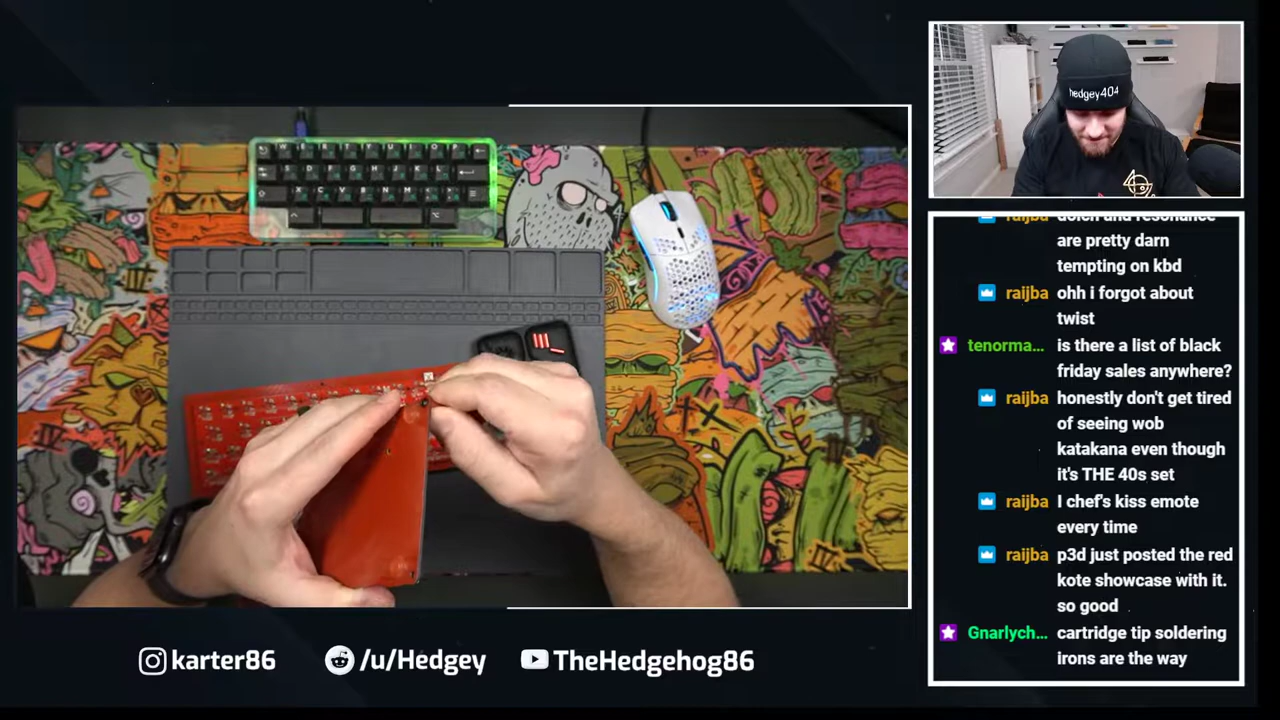 hedgey404
dolch and resonance
are pretty darn
tempting on kbd
raijba ohh i forgot about
twist
tenorma... is there a list of black
friday sales anywhere?
raijba honestly don't get tired
of seeing wob
katakana even though
it's THE 40s set
raijba I chef's kiss emote
every time
raijba p3d just posted the red
kote showcase with it.
so good
Gnarlych... cartridge tip soldering
irons are the way
karter86 /u/Hedgey TheHedgehog86